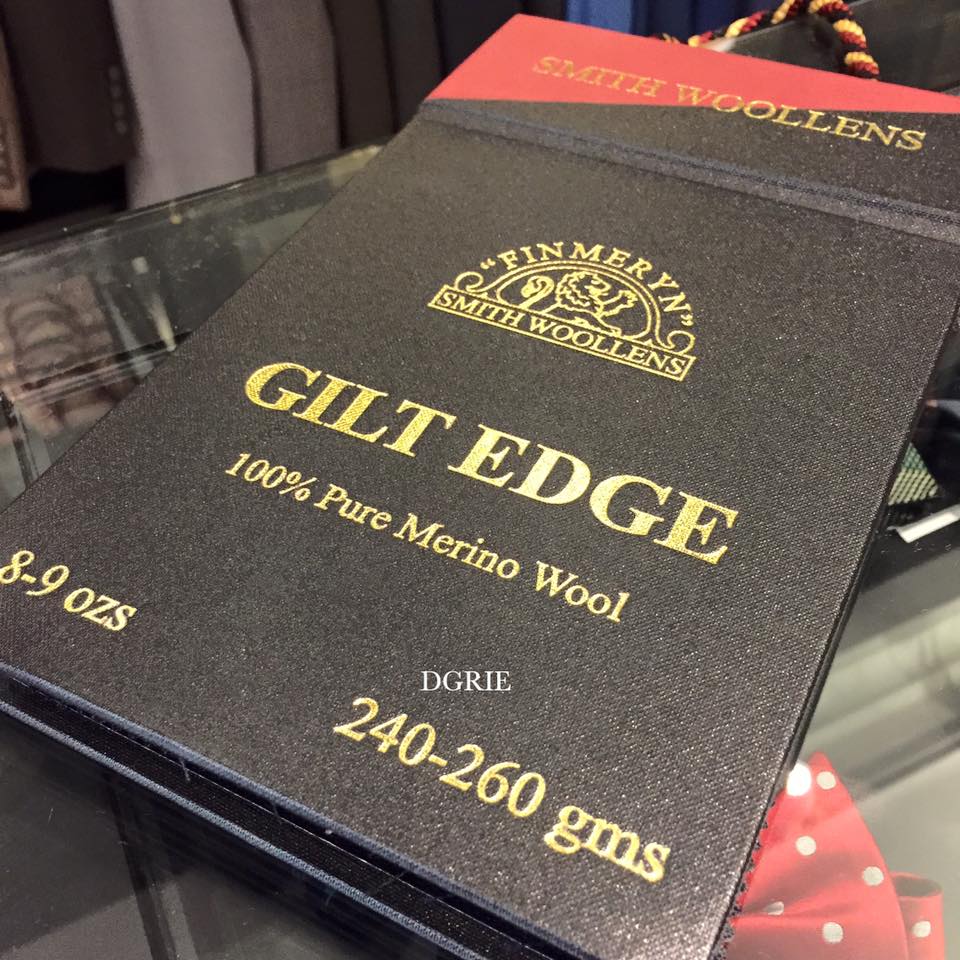 SMITH WOOLLENS
"FINMERYN"
SMITH WOOLLENS
GILT EDGE
100% Pure Merino Wool
8-9 ozs
DGRIE
240-260 gms